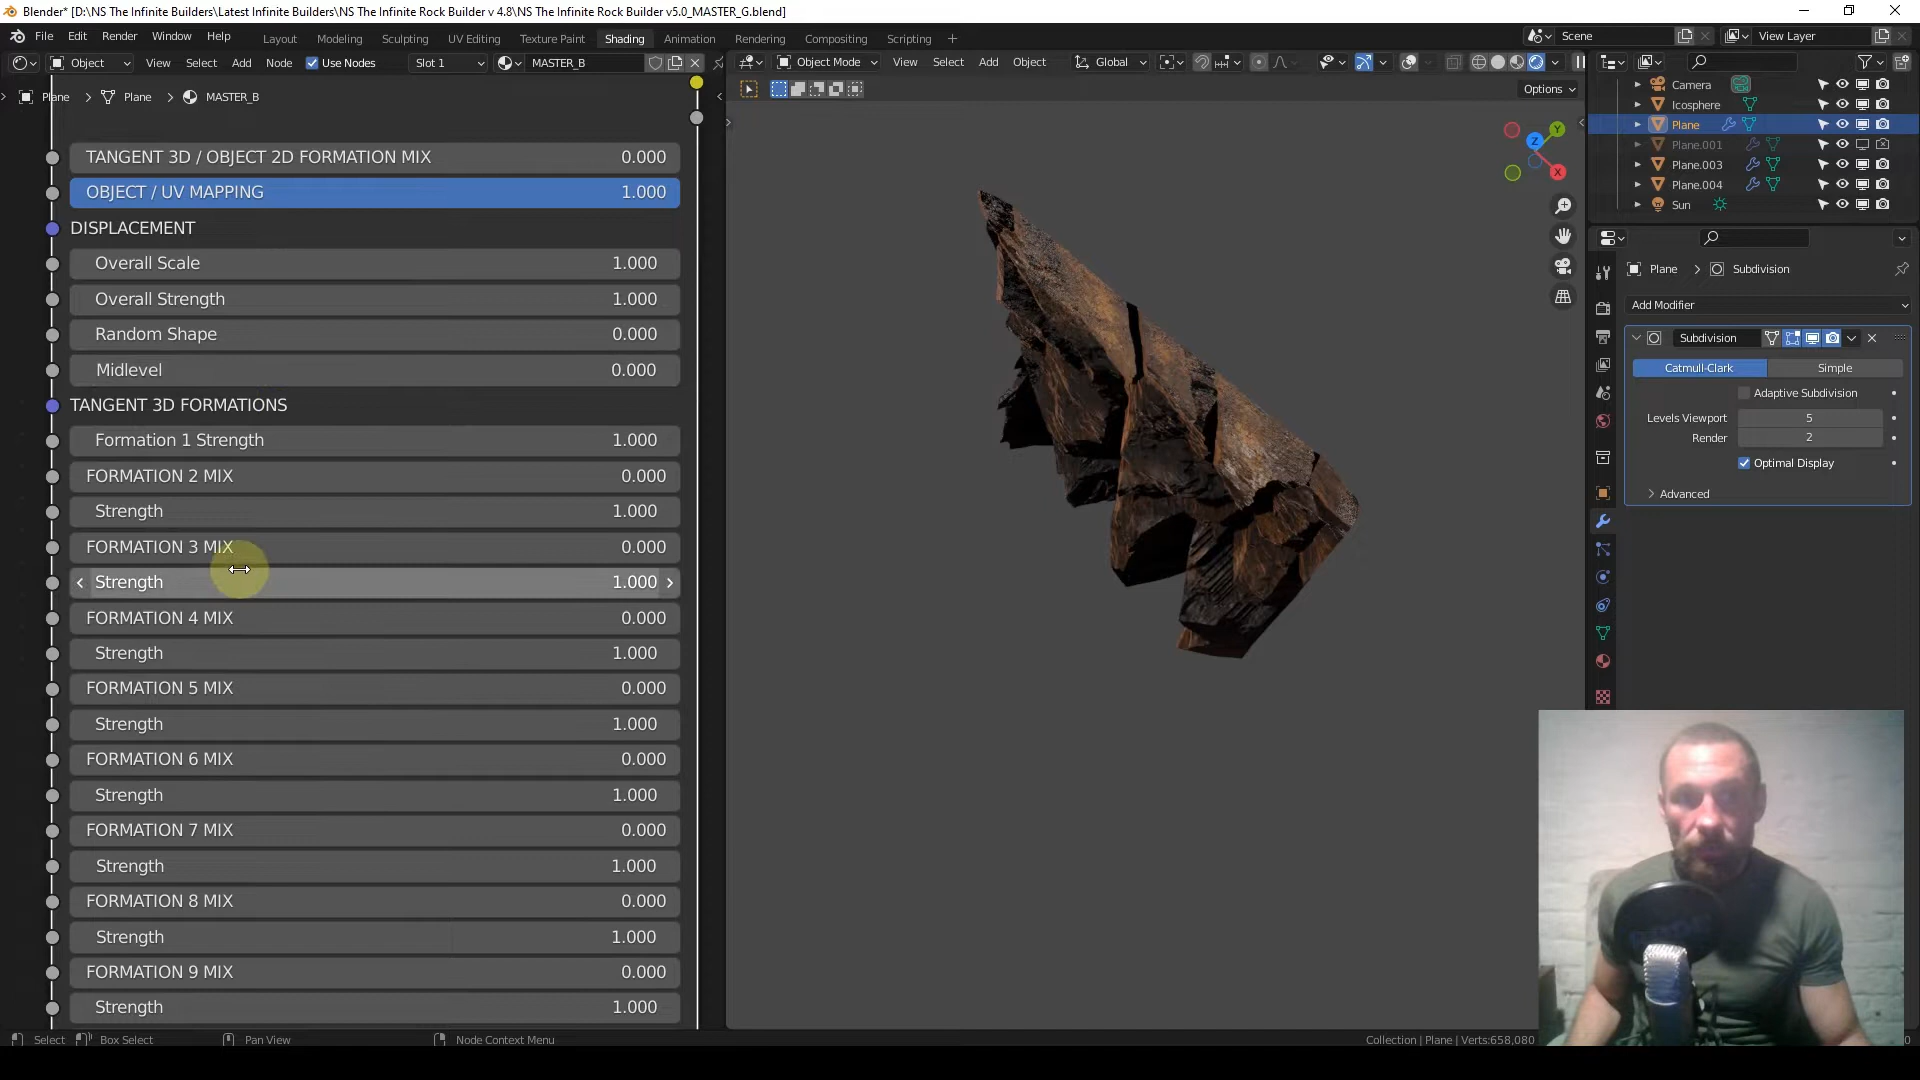 Blender* [D:\NS The Infinite Builders\Latest Infinite Builders\NS The Infinite Rock Builder v 4.8\NS The Infinite Rock Builder v5.0_MASTER_G.blend]
File Edit Render Window Help Layout Modeling Sculpting UV Editing Texture Paint Shading Animation Rendering Compositing Scripting + Scene View Layer
Object View Select Add Node Use Nodes Slot 1 MASTER_B
Object Mode View Select Add Object Global
Plane > Plane > MASTER_B
Options
TANGENT 3D / OBJECT 2D FORMATION MIX 0.000
OBJECT / UV MAPPING 1.000
DISPLACEMENT
Overall Scale 1.000
Overall Strength 1.000
Random Shape 0.000
Midlevel 0.000
TANGENT 3D FORMATIONS
Formation 1 Strength 1.000
FORMATION 2 MIX 0.000
Strength 1.000
FORMATION 3 MIX 0.000
Strength 1.000
FORMATION 4 MIX 0.000
Strength 1.000
FORMATION 5 MIX 0.000
Strength 1.000
FORMATION 6 MIX 0.000
Strength 1.000
FORMATION 7 MIX 0.000
Strength 1.000
FORMATION 8 MIX 0.000
Strength 1.000
FORMATION 9 MIX 0.000
Strength 1.000
Y
Z
X
Camera
Icosphere
Plane
Plane.001
Plane.003
Plane.004
Sun
Plane > Subdivision
Add Modifier
Subdivision
Catmull-Clark Simple
Adaptive Subdivision
Levels Viewport 5
Render 2
Optimal Display
Advanced
Select Box Select Pan View Node Context Menu
Collection | Plane | Verts:658,080